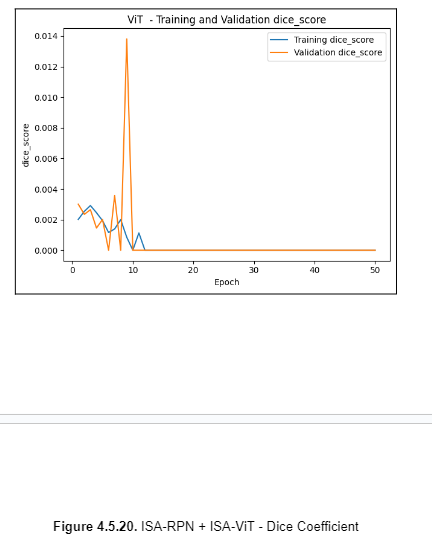 ViT - Training and Validation dice_score
Training dice_score
Validation dice_score
dice_score
0.014
0.012
0.010
0.008
0.006
0.004
0.002
0.000
0 10 20 30 40 50
Epoch
Figure 4.5.20. ISA-RPN + ISA-ViT - Dice Coefficient